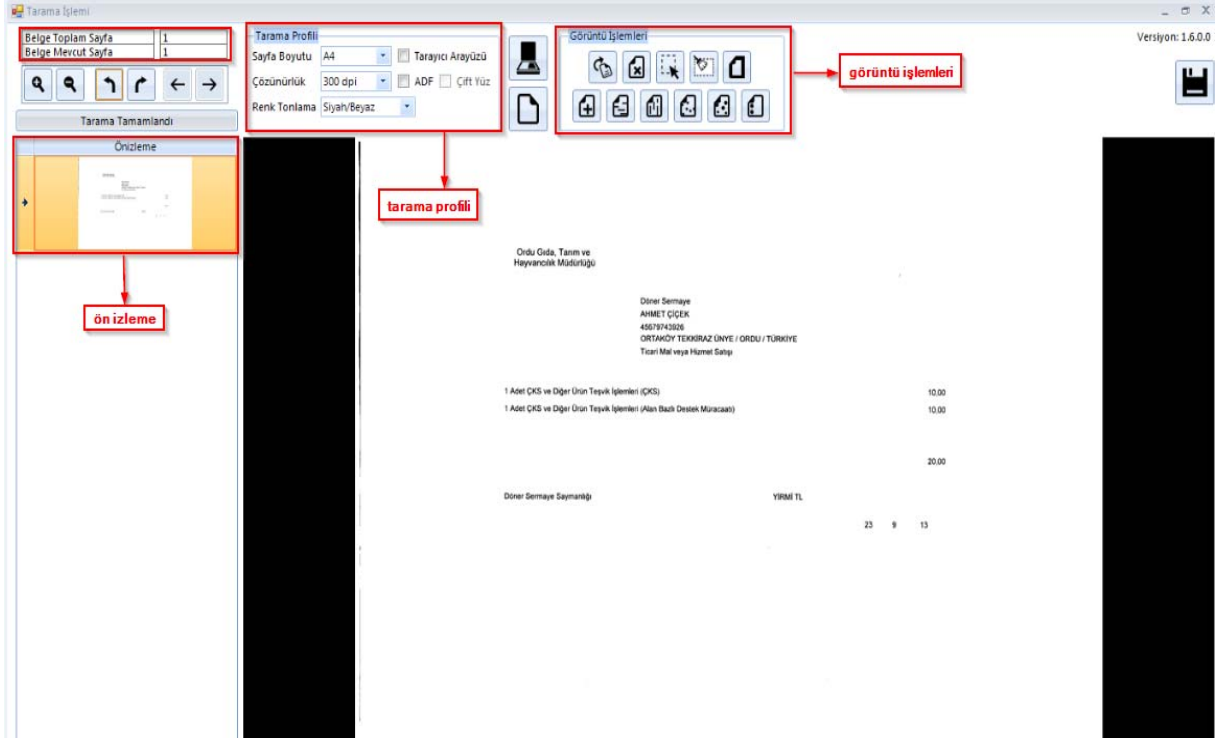 Tarama İşlemi
Belge Toplam Sayfa 1
Belge Mevcut Sayfa 1
Tarama Tamamlandı
Önizleme
ön izleme
Tarama Profili
Sayfa Boyutu A4 Tarayıcı Arayüzü
Çözünürlük 300 dpi ADF Çift Yüz
Renk Tonlama Siyah/Beyaz
tarama profili
Görüntü İşlemleri
görüntü işlemleri
Versiyon: 1.6.0.0
Ordu Gıda, Tarım ve
Hayvancılık Müdürlüğü
Döner Sermaye
AHMET ÇİÇEK
45679743926
ORTAKÖY TEKKİRAZ ÜNYE / ORDU / TÜRKİYE
Ticari Mal veya Hizmet Satışı
1 Adet ÇKS ve Diğer Ürün Teşvik İşlemleri (ÇKS) 10,00
1 Adet ÇKS ve Diğer Ürün Teşvik İşlemleri (Alan Bazlı Destek Müracaatı) 10,00
20,00
Döner Sermaye Saymanlığı YİRMİ TL
23 9 13